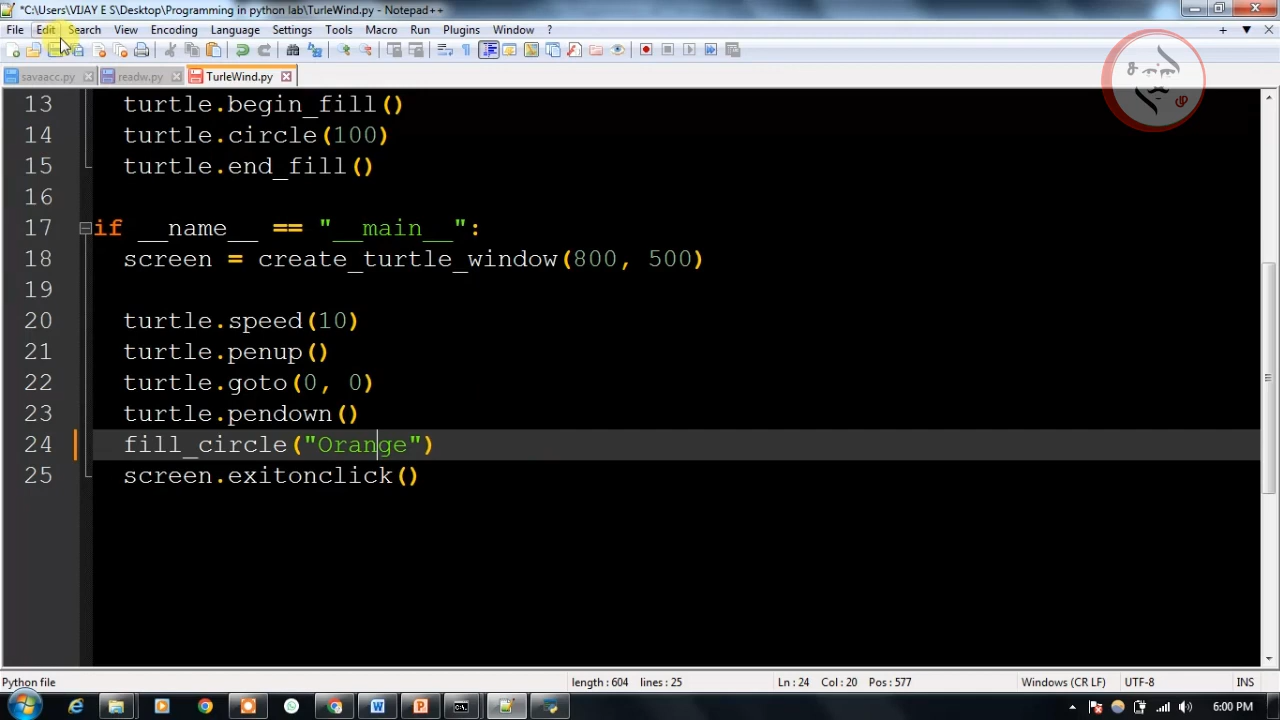 *C:\Users\VIJAY E S\Desktop\Programming in python lab\TurleWind.py - Notepad++
File Edit Search View Encoding Language Settings Tools Macro Run Plugins Window ?
savaacc.py readw.py TurleWind.py
13 turtle.begin_fill()
14 turtle.circle(100)
15 turtle.end_fill()
16
17 if __name__ == "__main__":
18 screen = create_turtle_window(800, 500)
19
20 turtle.speed(10)
21 turtle.penup()
22 turtle.goto(0, 0)
23 turtle.pendown()
24 fill_circle("Orange")
25 screen.exitonclick()
Python file length : 604 lines : 25 Ln : 24 Col : 20 Pos : 577 Windows (CR LF) UTF-8 INS
6:00 PM